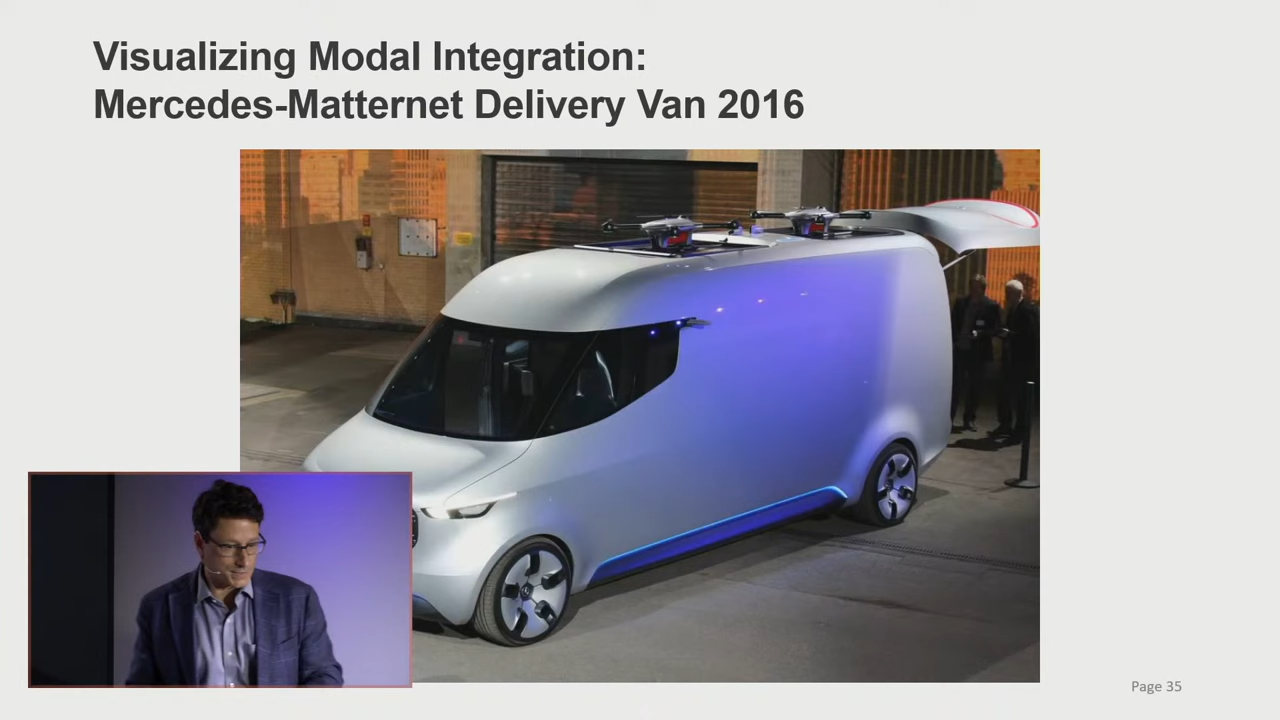 Visualizing Modal Integration:
Mercedes-Matternet Delivery Van 2016
Page 35